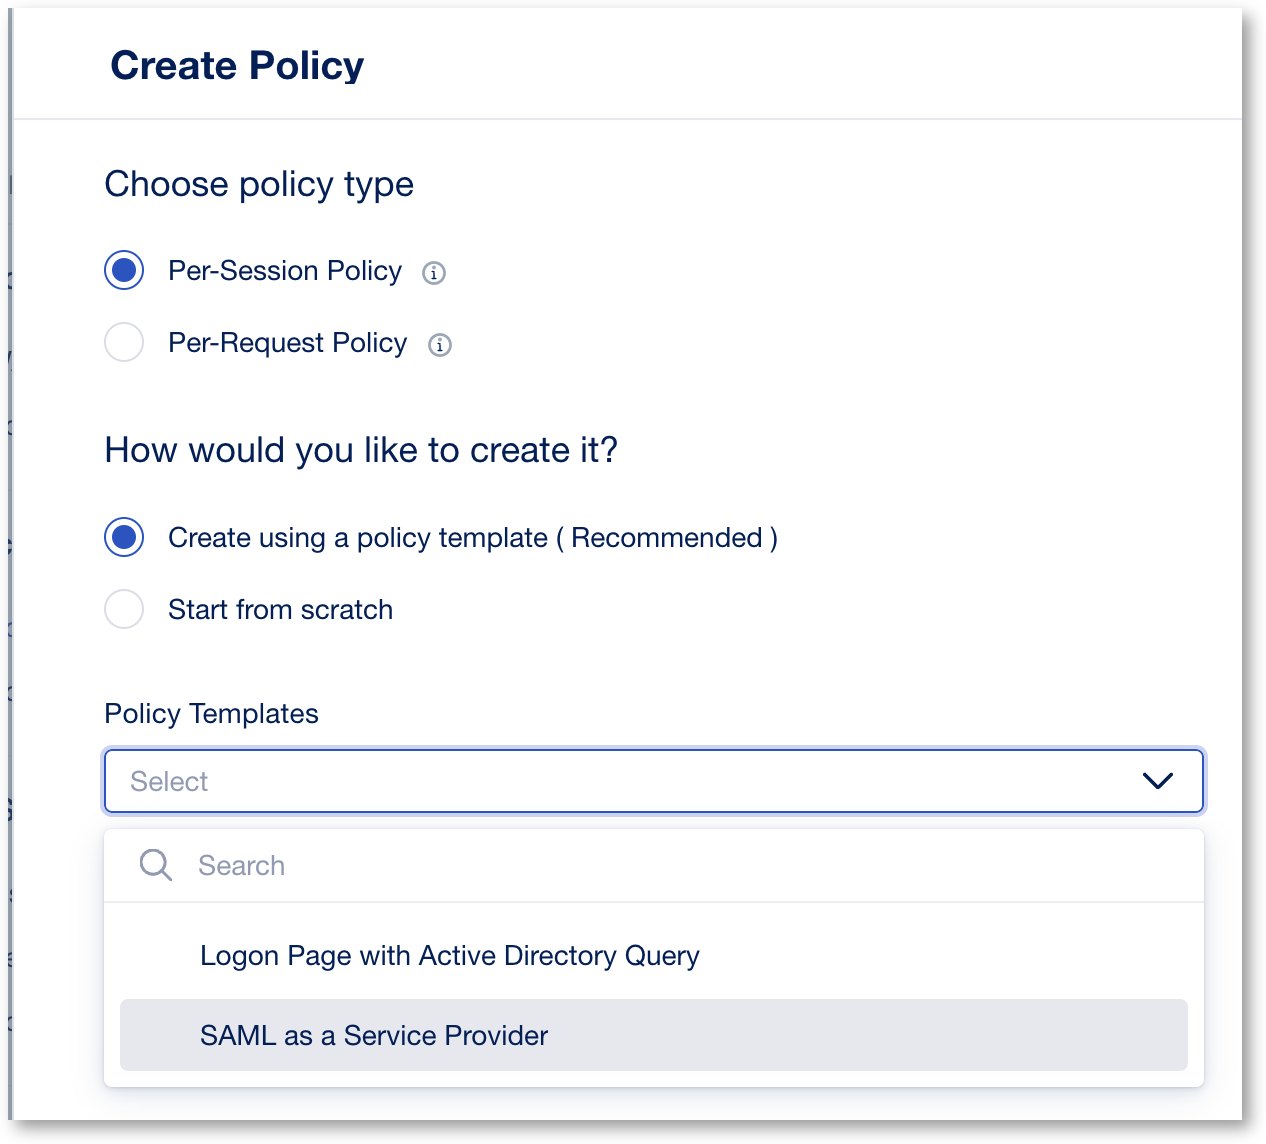 Create Policy
Choose policy type
Per-Session Policy
Per-Request Policy
How would you like to create it?
Create using a policy template ( Recommended )
Start from scratch
Policy Templates
Select
Search
Logon Page with Active Directory Query
SAML as a Service Provider